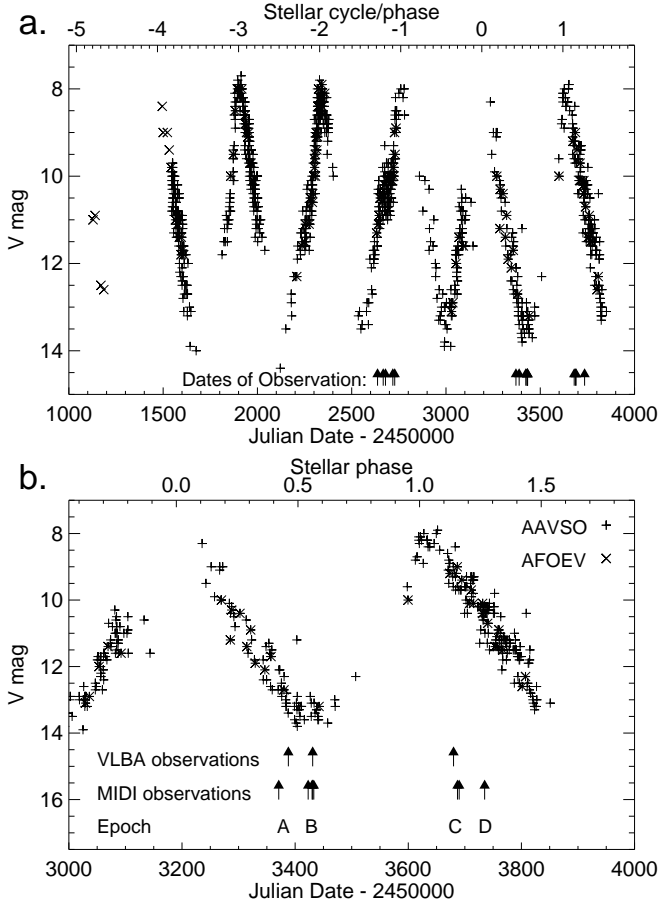 Stellar cycle/phase
a.
-5 -4 -3 -2 -1 0 1
8
10
12
14
V mag
Dates of Observation:
1000 1500 2000 2500 3000 3500 4000
Julian Date - 2450000
Stellar phase
b.
0.0 0.5 1.0 1.5
8
10
12
14
16
V mag
AAVSO +
AFOEV ×
VLBA observations
MIDI observations
Epoch A B C D
3000 3200 3400 3600 3800 4000
Julian Date - 2450000